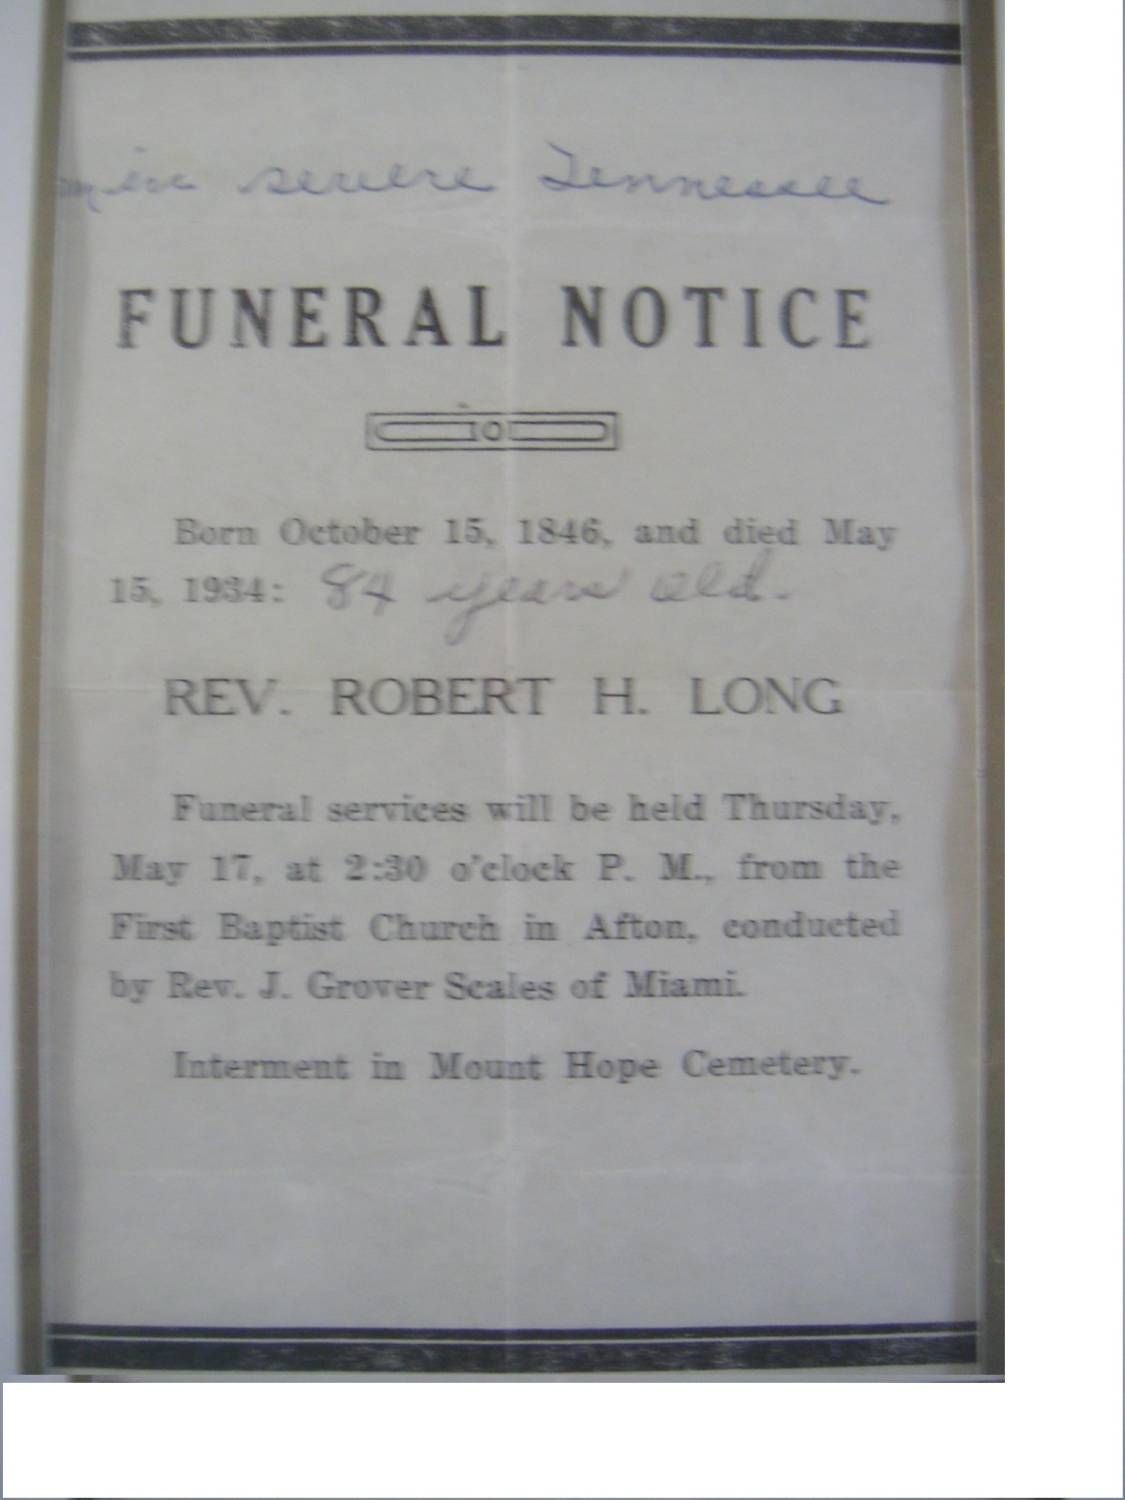 in severe Tennessee
FUNERAL NOTICE
Born October 15, 1846, and died May
15, 1934: 84 years old.
REV. ROBERT H. LONG
Funeral services will be held Thursday,
May 17, at 2:30 o'clock P. M., from the
First Baptist Church in Afton, conducted
by Rev. J. Grover Scales of Miami.
Interment in Mount Hope Cemetery.